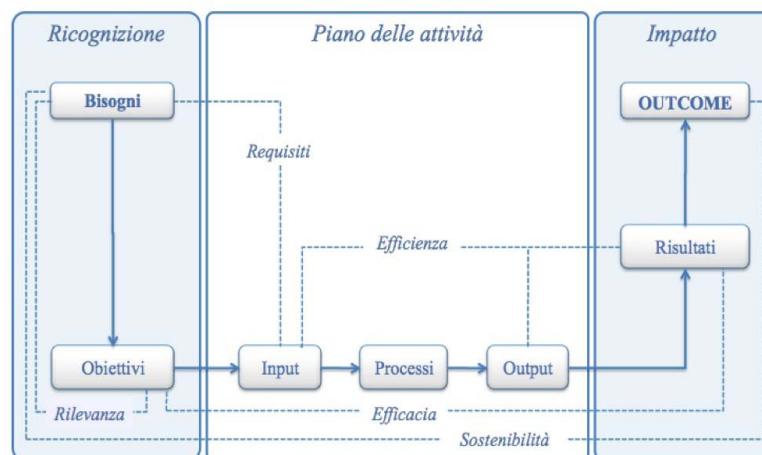 Ricognizione
Piano delle attività
Impatto
Bisogni
OUTCOME
Requisiti
Efficienza
Risultati
Obiettivi
Input
Processi
Output
Rilevanza
Efficacia
Sostenibilità